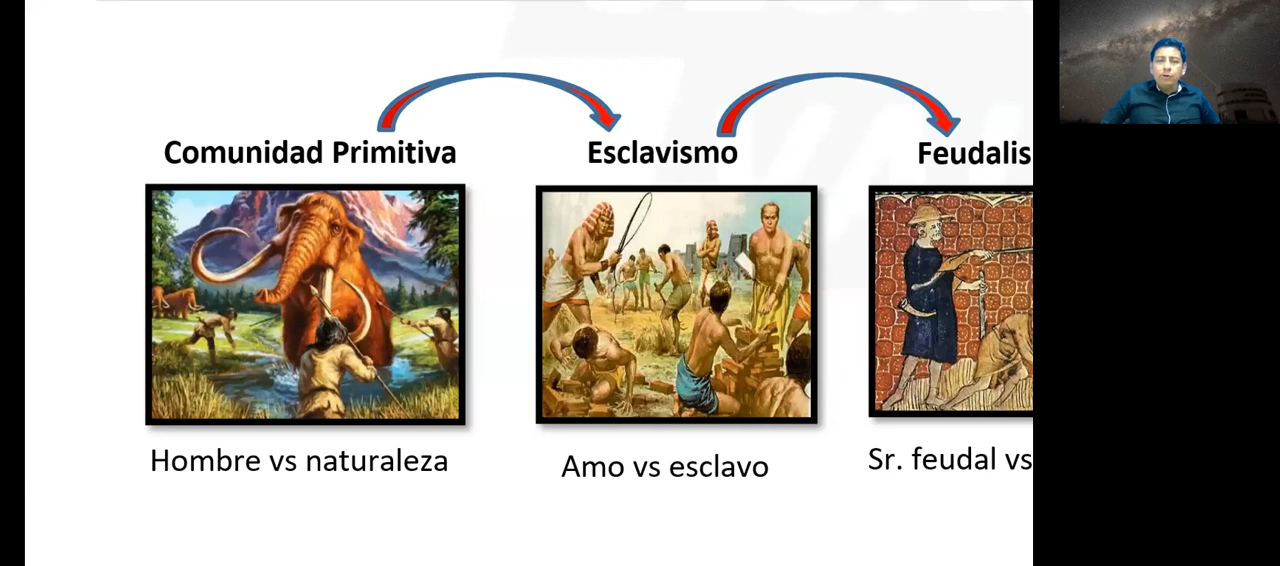 Comunidad Primitiva
Esclavismo
Feudalis
Hombre vs naturaleza
Amo vs esclavo
Sr. feudal vs